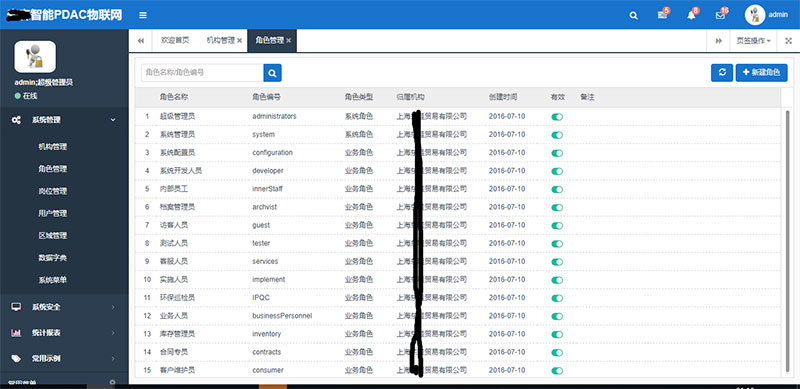 智能PDAC物联网
5
8
16
admin
admin;超级管理员
在线
欢迎首页 机构管理 角色管理 页签操作
角色名称/角色编号
新建角色
系统管理
机构管理
角色管理
岗位管理
用户管理
区域管理
数据字典
系统菜单
系统安全
统计报表
常用示例
常用菜单
角色名称 角色编号 角色类型 归属机构 创建时间 有效 备注
1 超级管理员 administrators 系统角色 上海 贸易有限公司 2016-07-10
2 系统管理员 system 系统角色 上海 贸易有限公司 2016-07-10
3 系统配置员 configuration 业务角色 上海 贸易有限公司 2016-07-10
4 系统开发人员 developer 业务角色 上海 贸易有限公司 2016-07-10
5 内部员工 innerStaff 业务角色 上海 贸易有限公司 2016-07-10
6 档案管理员 archvist 业务角色 上海 贸易有限公司 2016-07-10
7 访客人员 guest 业务角色 上海 贸易有限公司 2016-07-10
8 测试人员 tester 业务角色 上海 贸易有限公司 2016-07-10
9 客服人员 services 业务角色 上海 贸易有限公司 2016-07-10
10 实施人员 implement 业务角色 上海 贸易有限公司 2016-07-10
11 环保巡检员 IPQC 业务角色 上海 贸易有限公司 2016-07-10
12 业务人员 businessPersonnel 业务角色 上海 贸易有限公司 2016-07-10
13 库存管理员 inventory 业务角色 上海 贸易有限公司 2016-07-10
14 合同专员 contracts 业务角色 上海 贸易有限公司 2016-07-10
15 客户维护员 consumer 业务角色 上海 贸易有限公司 2016-07-10